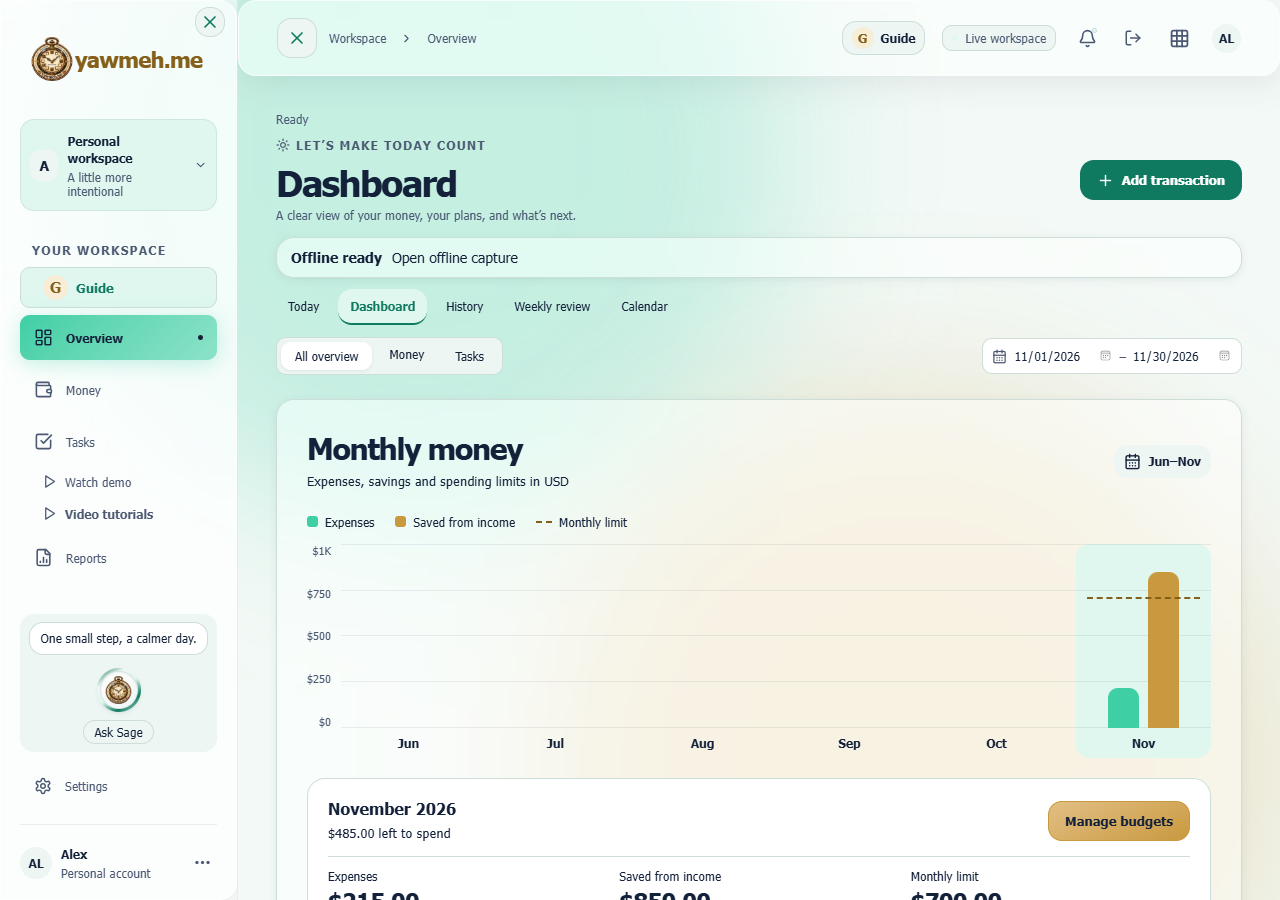 yawmeh.me
A
Personal
workspace
A little more
intentional
YOUR WORKSPACE
G Guide
Overview
Money
Tasks
Watch demo
Video tutorials
Reports
One small step, a calmer day.
Ask Sage
Settings
AL
Alex
Personal account
Workspace > Overview
G Guide
Live workspace
AL
Ready
LET'S MAKE TODAY COUNT
Dashboard
A clear view of your money, your plans, and what's next.
+ Add transaction
Offline ready Open offline capture
Today Dashboard History Weekly review Calendar
All overview Money Tasks
11/01/2026 – 11/30/2026
Monthly money
Expenses, savings and spending limits in USD
Jun–Nov
Expenses Saved from income Monthly limit
$1K
$750
$500
$250
$0
Jun Jul Aug Sep Oct Nov
November 2026
$485.00 left to spend
Manage budgets
Expenses Saved from income Monthly limit
$215.00 $850.00 $700.00